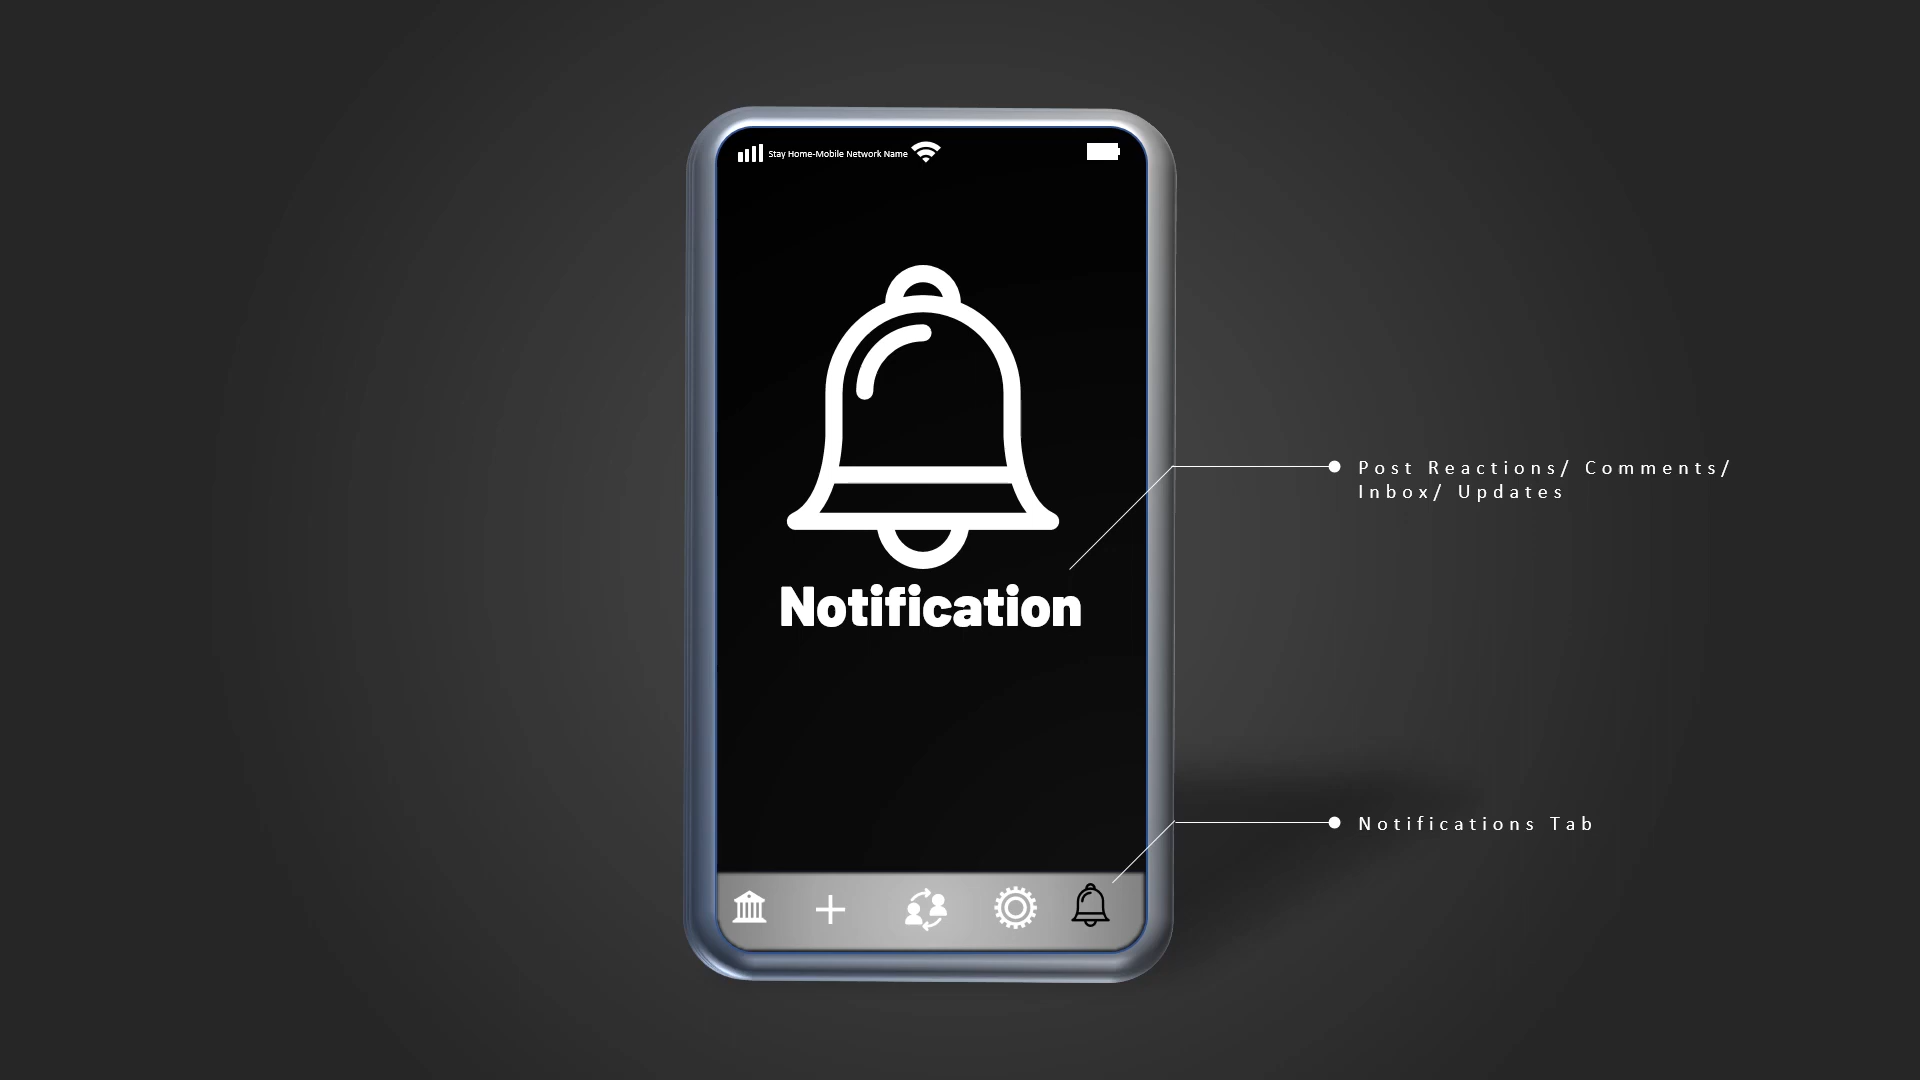 Stay Home-Mobile Network Name
Notification
Post Reactions/ Comments/
Inbox/ Updates
Notifications Tab